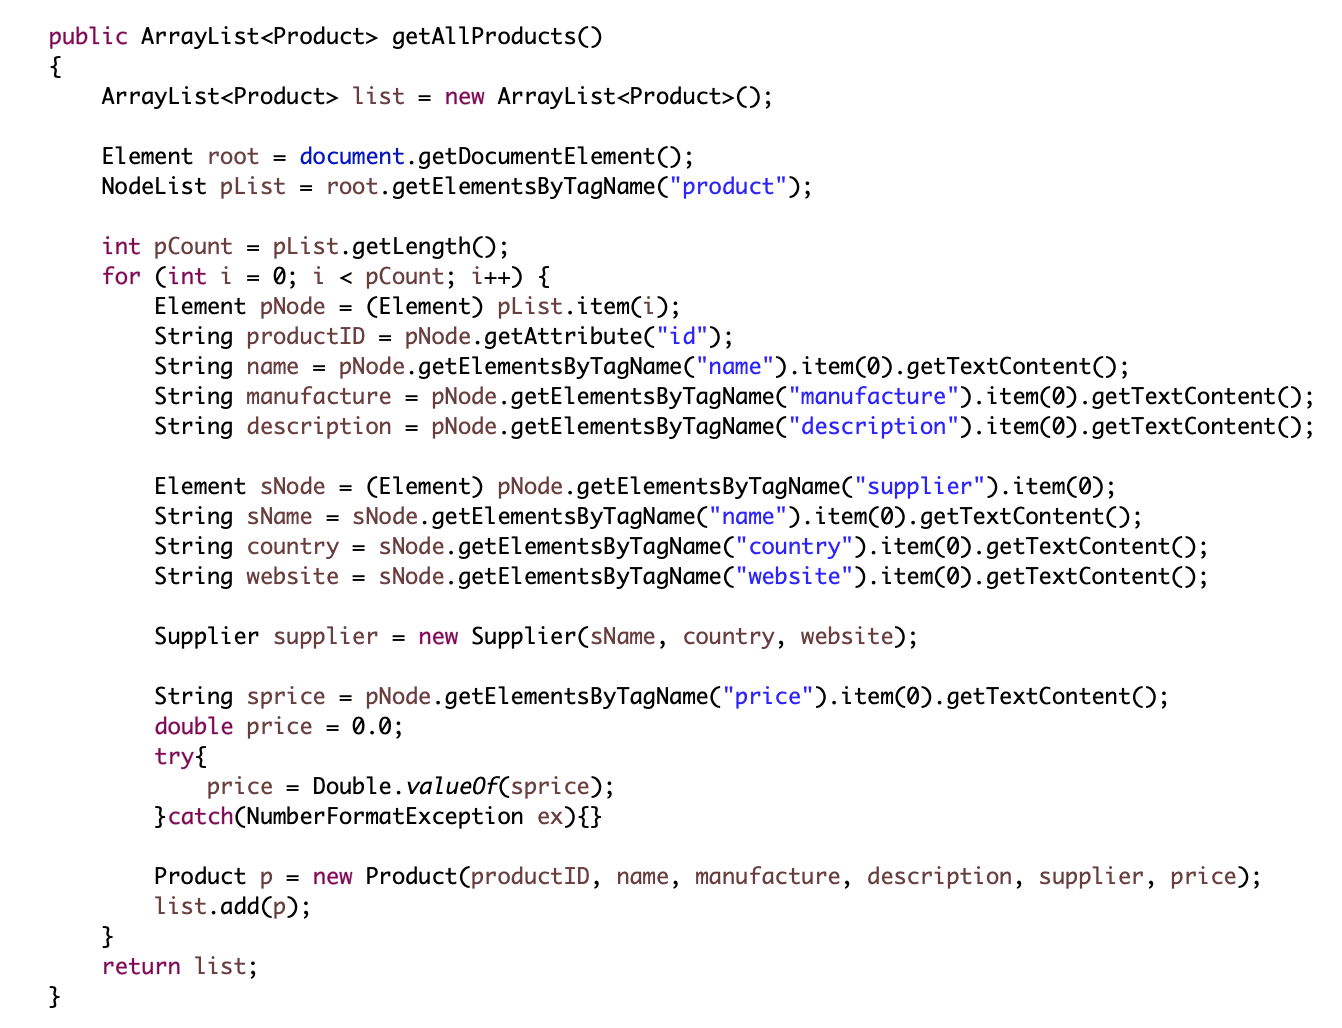 public ArrayList<Product> getAllProducts()
{
    ArrayList<Product> list = new ArrayList<Product>();

    Element root = document.getDocumentElement();
    NodeList pList = root.getElementsByTagName("product");

    int pCount = pList.getLength();
    for (int i = 0; i < pCount; i++) {
        Element pNode = (Element) pList.item(i);
        String productID = pNode.getAttribute("id");
        String name = pNode.getElementsByTagName("name").item(0).getTextContent();
        String manufacture = pNode.getElementsByTagName("manufacture").item(0).getTextContent();
        String description = pNode.getElementsByTagName("description").item(0).getTextContent();

        Element sNode = (Element) pNode.getElementsByTagName("supplier").item(0);
        String sName = sNode.getElementsByTagName("name").item(0).getTextContent();
        String country = sNode.getElementsByTagName("country").item(0).getTextContent();
        String website = sNode.getElementsByTagName("website").item(0).getTextContent();

        Supplier supplier = new Supplier(sName, country, website);

        String sprice = pNode.getElementsByTagName("price").item(0).getTextContent();
        double price = 0.0;
        try{
            price = Double.valueOf(sprice);
        }catch(NumberFormatException ex){}

        Product p = new Product(productID, name, manufacture, description, supplier, price);
        list.add(p);
    }
    return list;
}